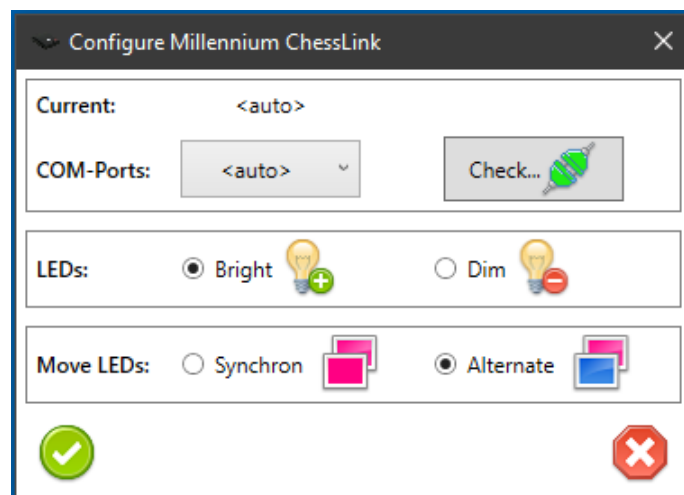 Configure Millennium ChessLink
Current: <auto>
COM-Ports: <auto> Check...
LEDs: Bright Dim
Move LEDs: Synchron Alternate